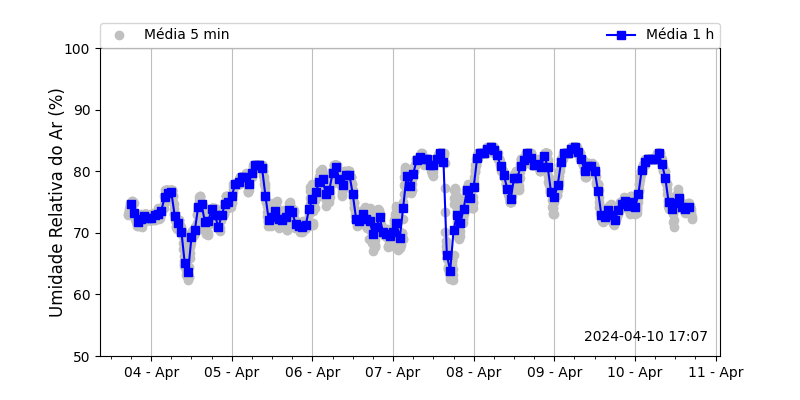 Média 5 min
Média 1 h
Umidade Relativa do Ar (%)
100
90
80
70
60
50
2024-04-10 17:07
04 - Apr
05 - Apr
06 - Apr
07 - Apr
08 - Apr
09 - Apr
10 - Apr
11 - Apr